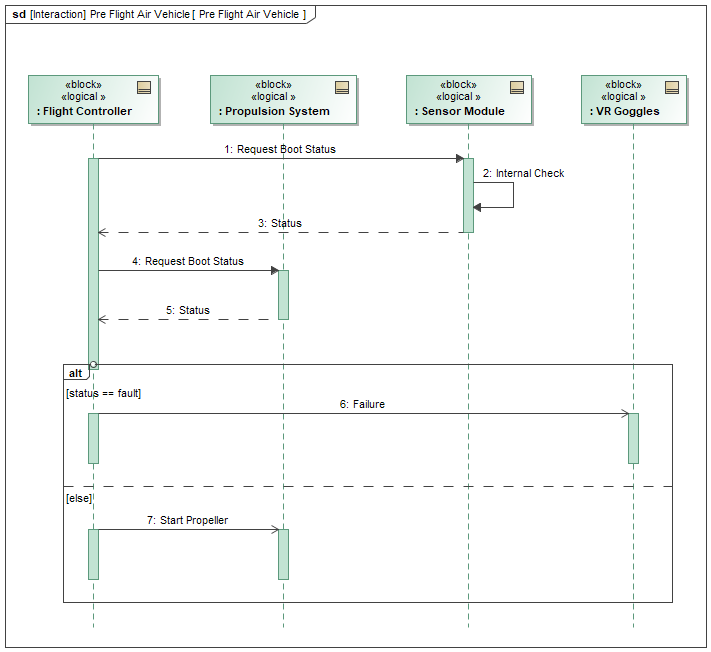 sd [Interaction] Pre Flight Air Vehicle [ Pre Flight Air Vehicle ]
«block»
«logical »
: Flight Controller
«block»
«logical »
: Propulsion System
«block»
«logical »
: Sensor Module
«block»
«logical »
: VR Goggles
1: Request Boot Status
2: Internal Check
3: Status
4: Request Boot Status
5: Status
alt
[status == fault]
6: Failure
[else]
7: Start Propeller